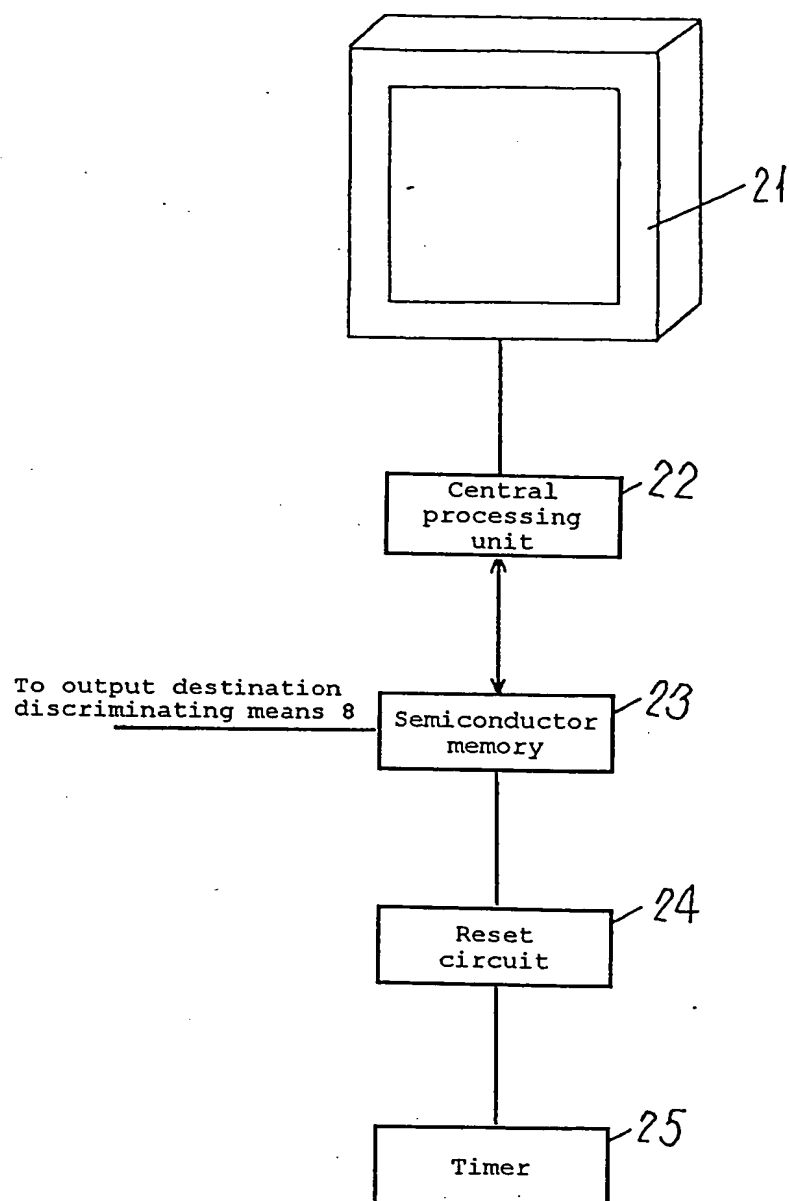 21
22
Central
processing
unit
To output destination
discriminating means 8
23
Semiconductor
memory
24
Reset
circuit
25
Timer